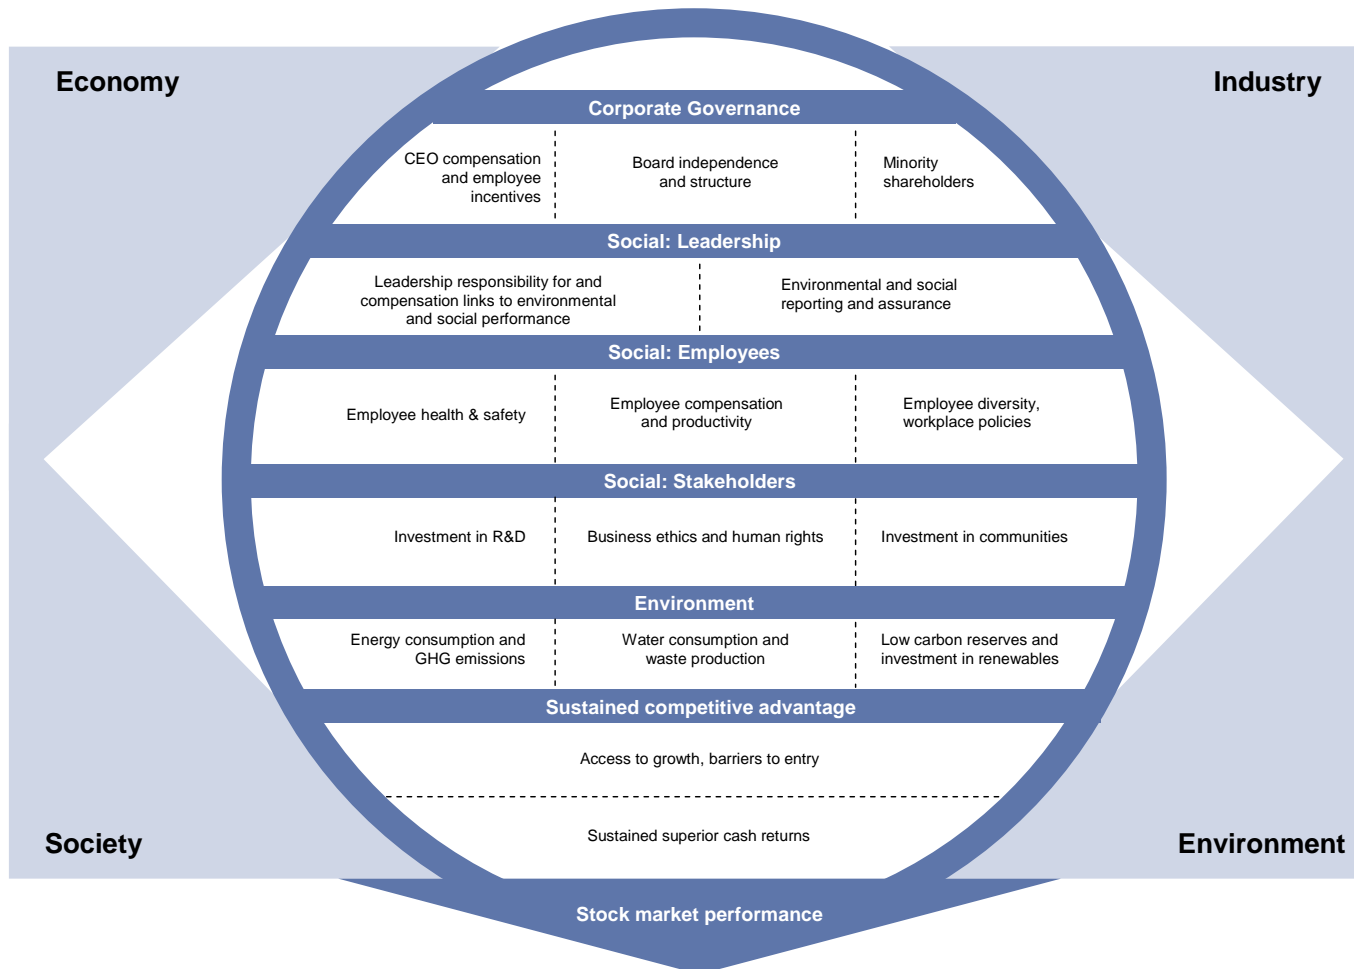 Economy
Industry
Corporate Governance
CEO compensation
and employee
incentives
Board independence
and structure
Minority
shareholders
Social: Leadership
Leadership responsibility for and
compensation links to environmental
and social performance
Environmental and social
reporting and assurance
Social: Employees
Employee health & safety
Employee compensation
and productivity
Employee diversity,
workplace policies
Social: Stakeholders
Investment in R&D
Business ethics and human rights
Investment in communities
Environment
Energy consumption and
GHG emissions
Water consumption and
waste production
Low carbon reserves and
investment in renewables
Sustained competitive advantage
Access to growth, barriers to entry
Sustained superior cash returns
Society
Environment
Stock market performance